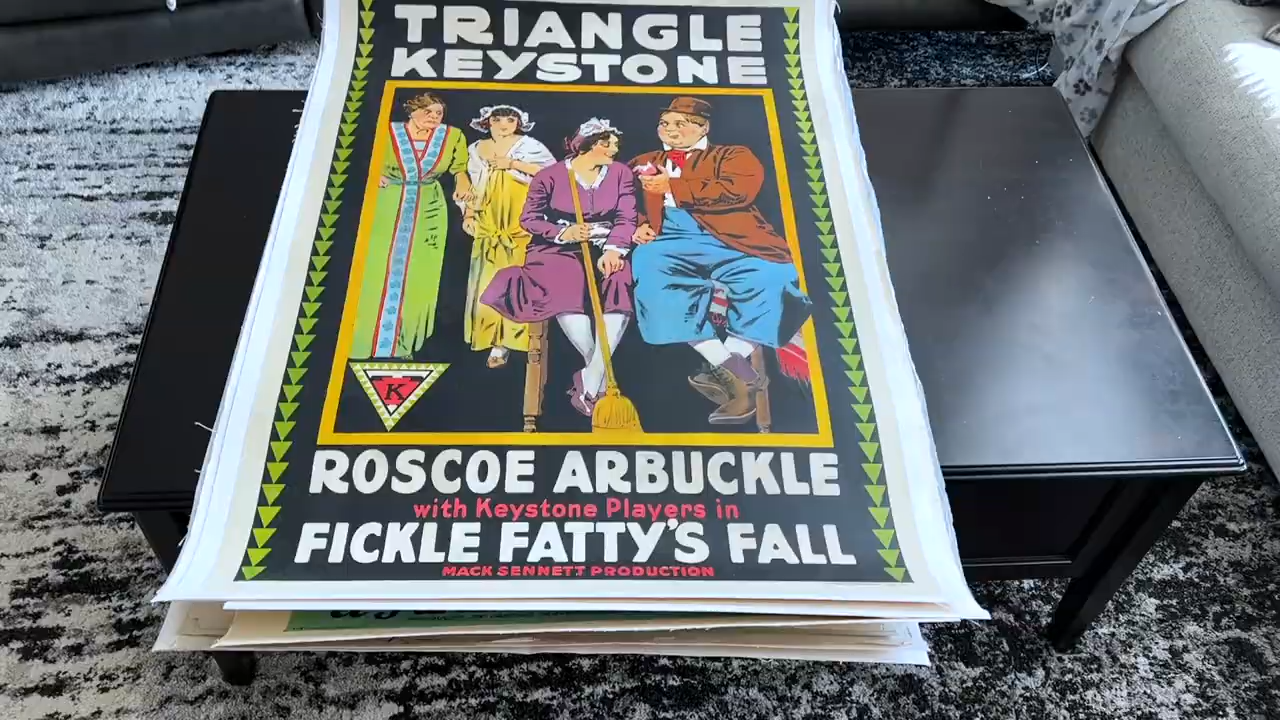 TRIANGLE
KEYSTONE
K
ROSCOE ARBUCKLE
with Keystone Players in
FICKLE FATTY'S FALL
MACK SENNETT PRODUCTION